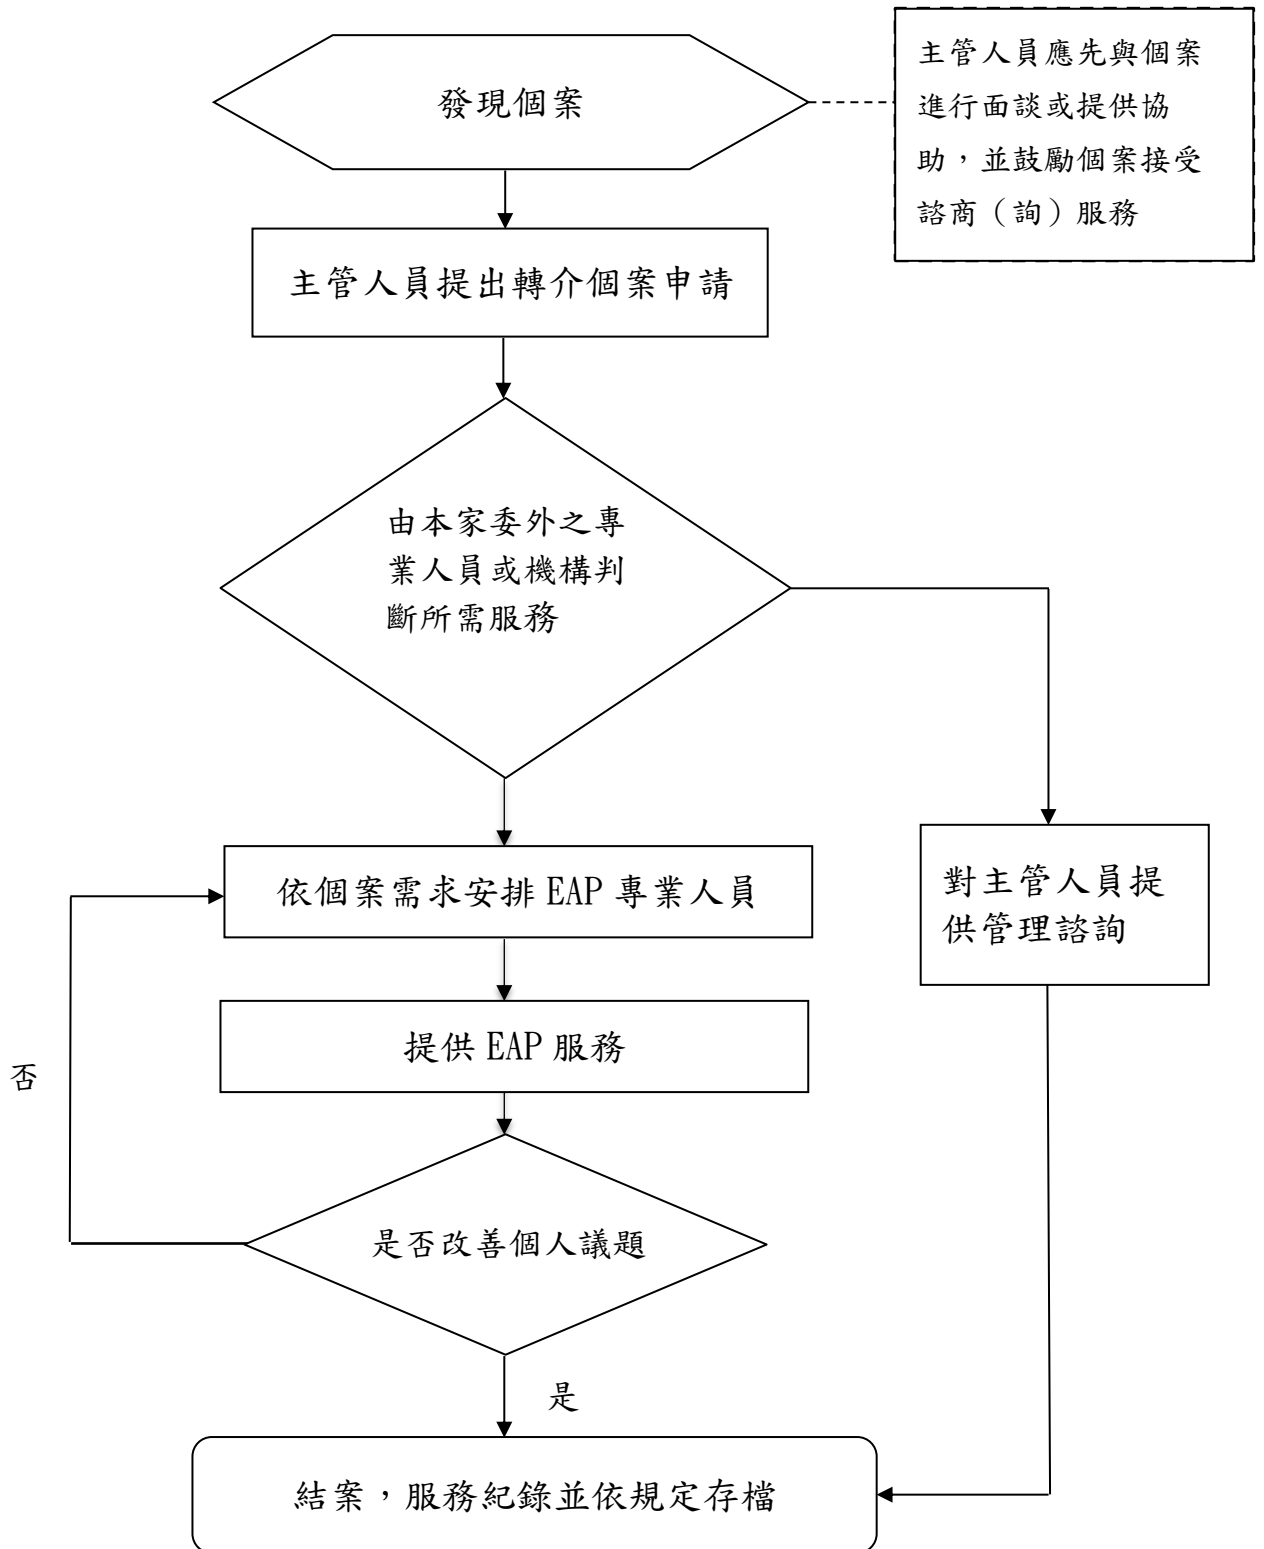 發現個案
主管人員應先與個案
進行面談或提供協
助，並鼓勵個案接受
諮商（詢）服務
主管人員提出轉介個案申請
由本家委外之專
業人員或機構判
斷所需服務
依個案需求安排 EAP 專業人員
對主管人員提
供管理諮詢
提供 EAP 服務
否
是否改善個人議題
是
結案，服務紀錄並依規定存檔